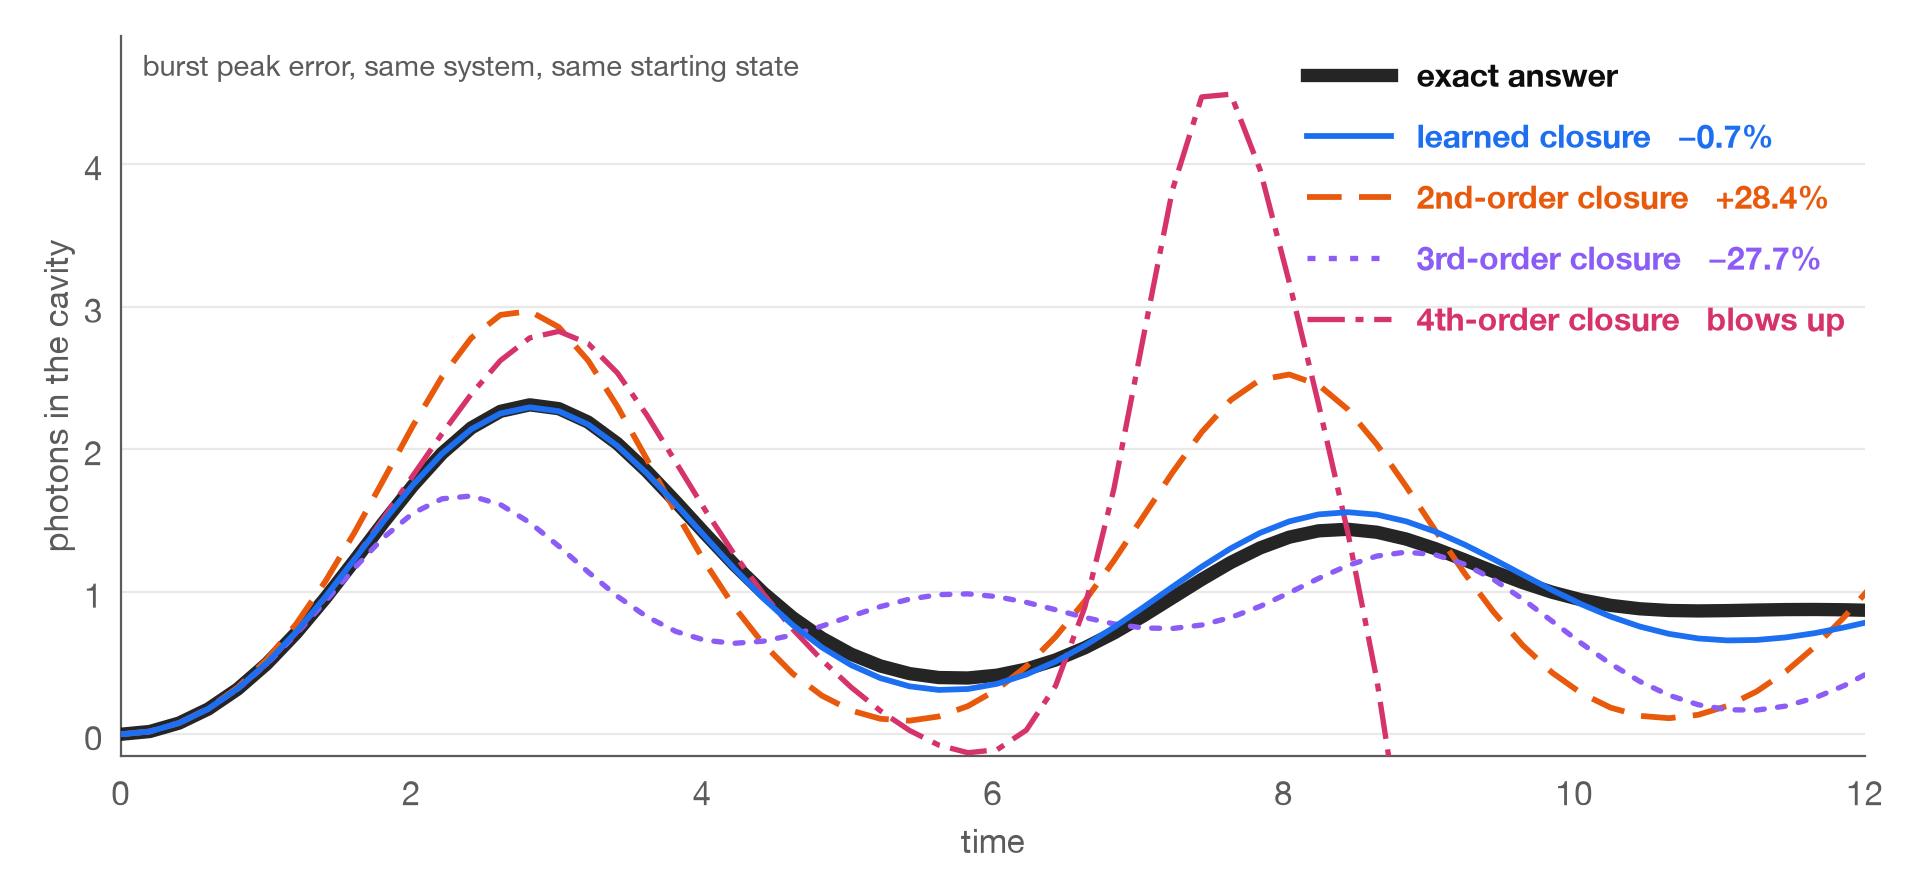 burst peak error, same system, same starting state
exact answer
learned closure −0.7%
2nd-order closure +28.4%
3rd-order closure −27.7%
4th-order closure blows up
photons in the cavity
4
3
2
1
0
0 2 4 6 8 10 12
time